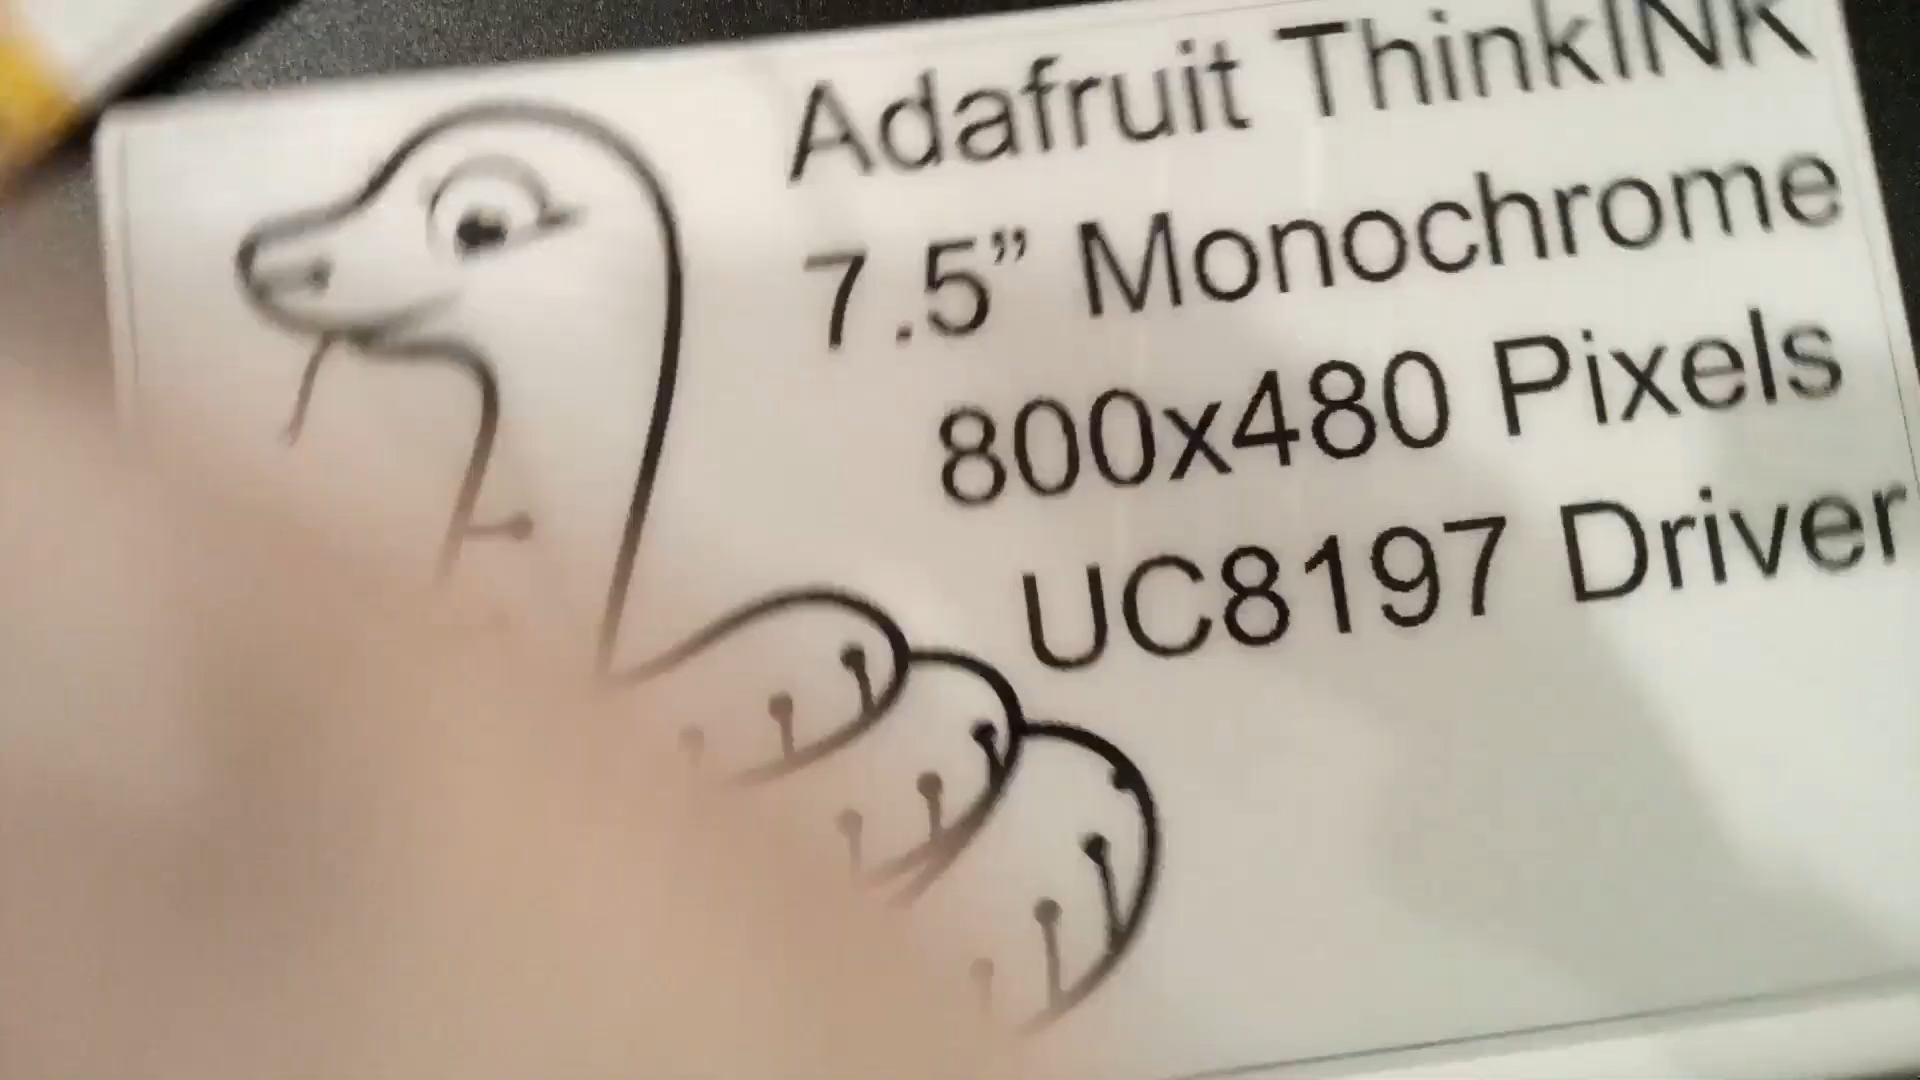 Adafruit ThinkINK
7.5” Monochrome
800x480 Pixels
UC8197 Driver